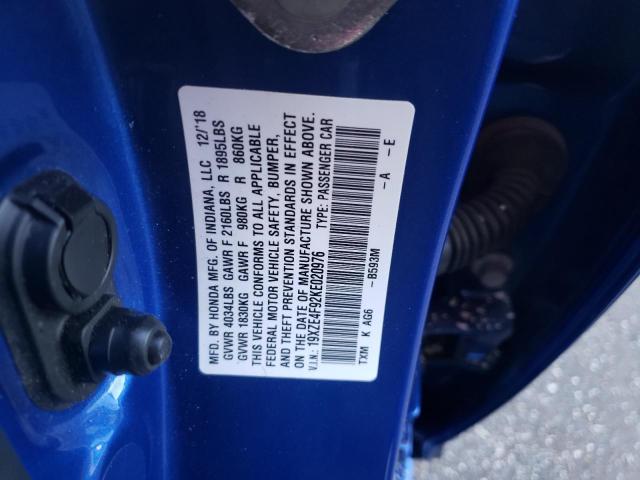 MFD. BY HONDA MFG. OF INDIANA, LLC 12/'18
GVWR 4034LBS GAWR F 2160LBS R 1895LBS
GVWR 1830KG GAWR F 980KG R 860KG
THIS VEHICLE CONFORMS TO ALL APPLICABLE
FEDERAL MOTOR VEHICLE SAFETY, BUMPER,
AND THEFT PREVENTION STANDARDS IN EFFECT
ON THE DATE OF MANUFACTURE SHOWN ABOVE.
V.I.N.: 19XZE4F92KE020976 TYPE: PASSENGER CAR
-B593M -A -E
TXM K AG6